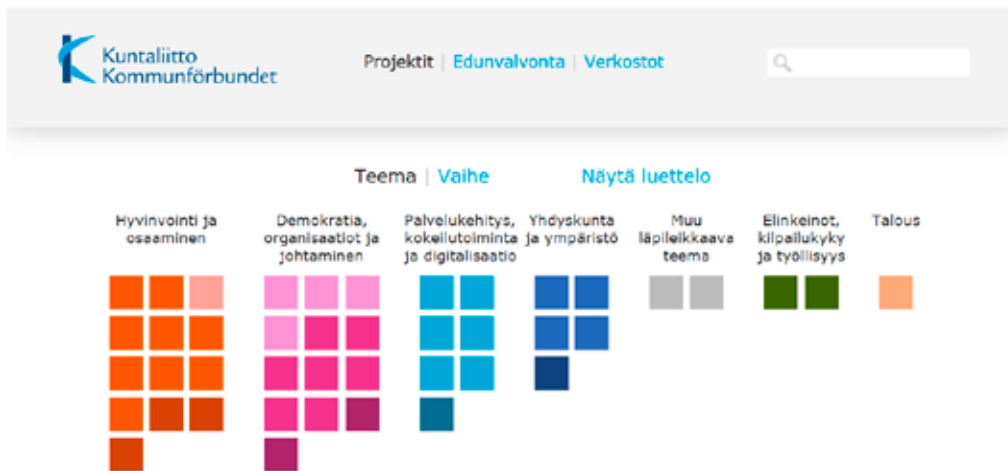 Kuntaliitto
Kommunförbundet
Projektit | Edunvalvonta | Verkostot
Teema | Vaihe
Näytä luettelo
Hyvinvointi ja
osaaminen
Demokratia,
organisaatiot ja
johtaminen
Palvelukehitys,
kokeilutoiminta
ja digitalisaatio
Yhdyskunta
ja ympäristö
Muu
läpileikkaava
teema
Elinkeinot,
kilpailukyky
ja työllisyys
Talous